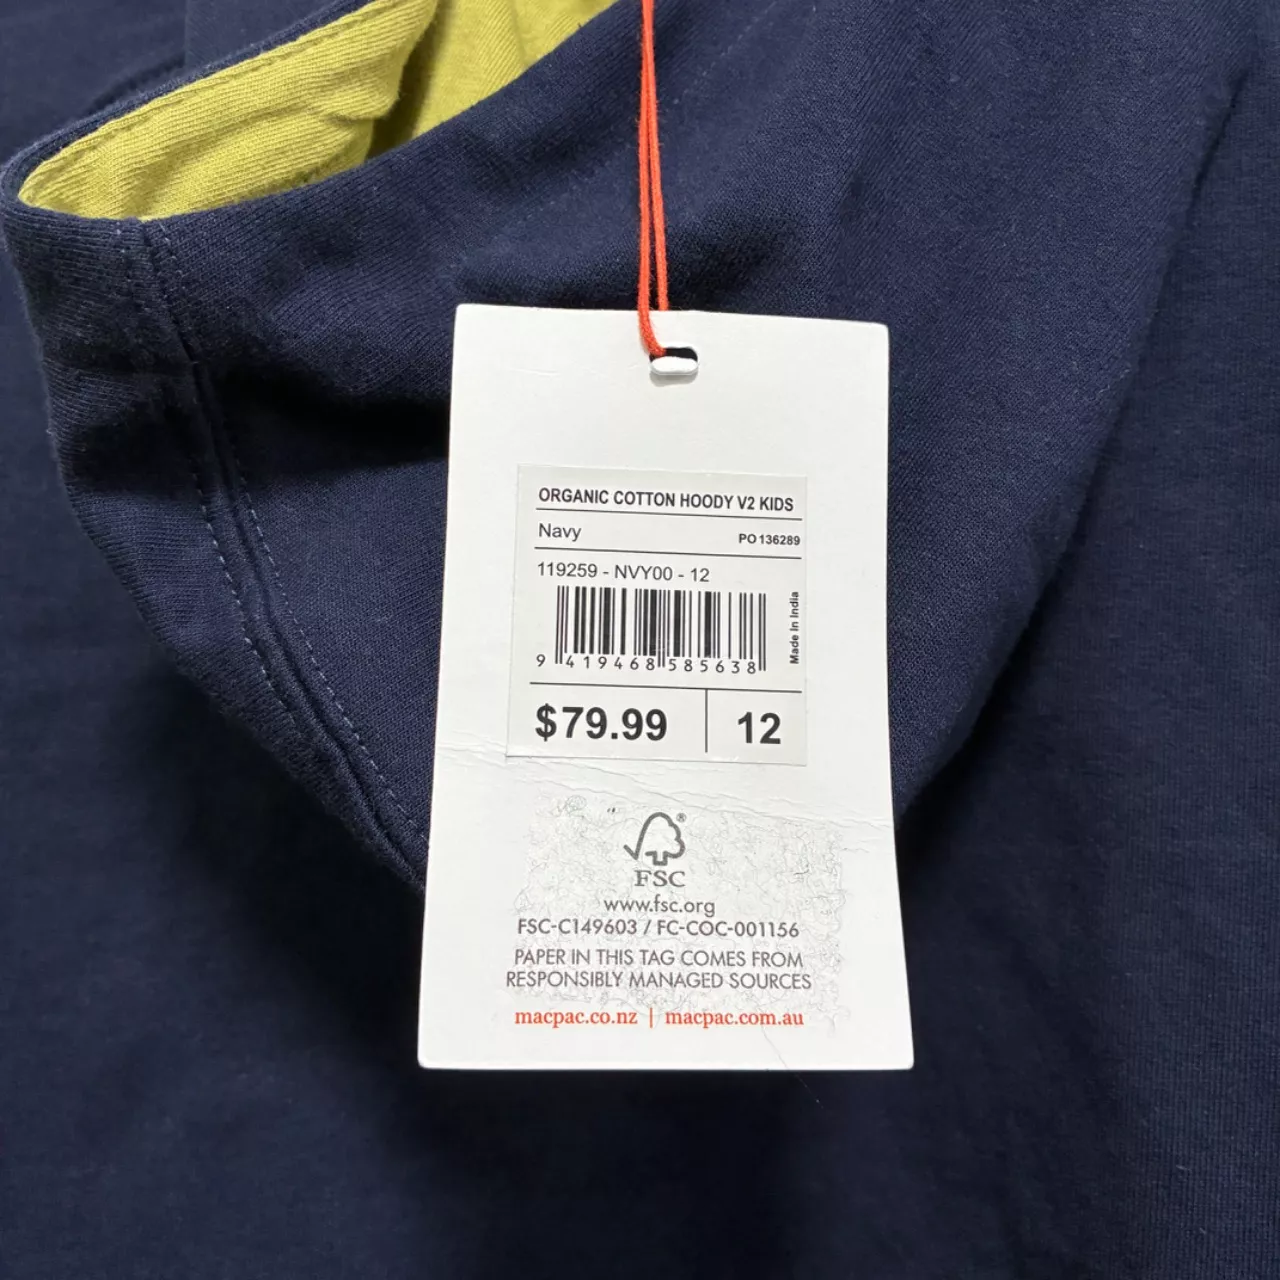 ORGANIC COTTON HOODY V2 KIDS
Navy PO 136289
119259 - NVY00 - 12
Made In India
9 419468 585638
$79.99 12
®
FSC
www.fsc.org
FSC-C149603 / FC-COC-001156
PAPER IN THIS TAG COMES FROM
RESPONSIBLY MANAGED SOURCES
macpac.co.nz | macpac.com.au